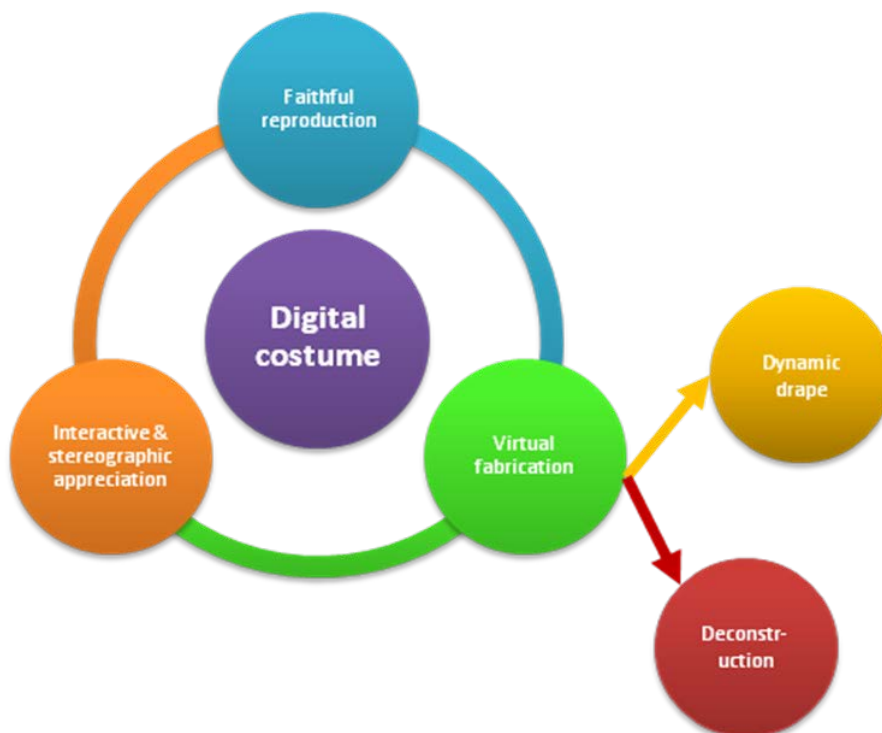 Faithful
reproduction
Digital
costume
Interactive &
stereographic
appreciation
Virtual
fabrication
Dynamic
drape
Deconstr-
uction